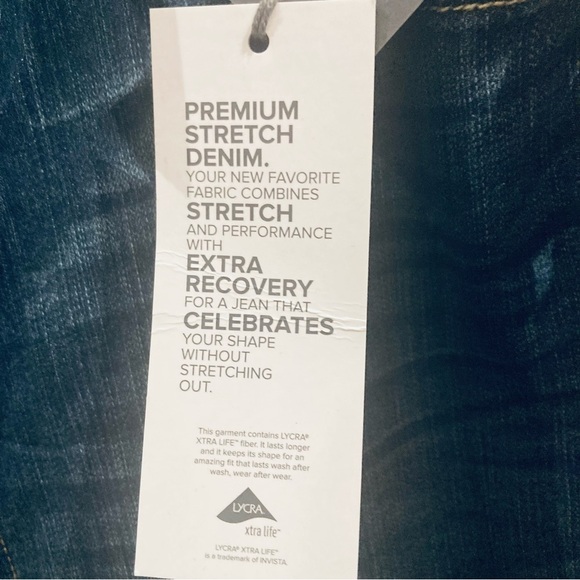 PREMIUM
STRETCH
DENIM.
YOUR NEW FAVORITE
FABRIC COMBINES
STRETCH
AND PERFORMANCE
WITH
EXTRA
RECOVERY
FOR A JEAN THAT
CELEBRATES
YOUR SHAPE
WITHOUT
STRETCHING
OUT.
This garment contains LYCRA®
XTRA LIFE™ fiber. It lasts longer
and it keeps its shape for an
amazing fit that lasts wash after
wash, wear after wear.
LYCRA
xtra life™
LYCRA® XTRA LIFE™
is a trademark of INVISTA.